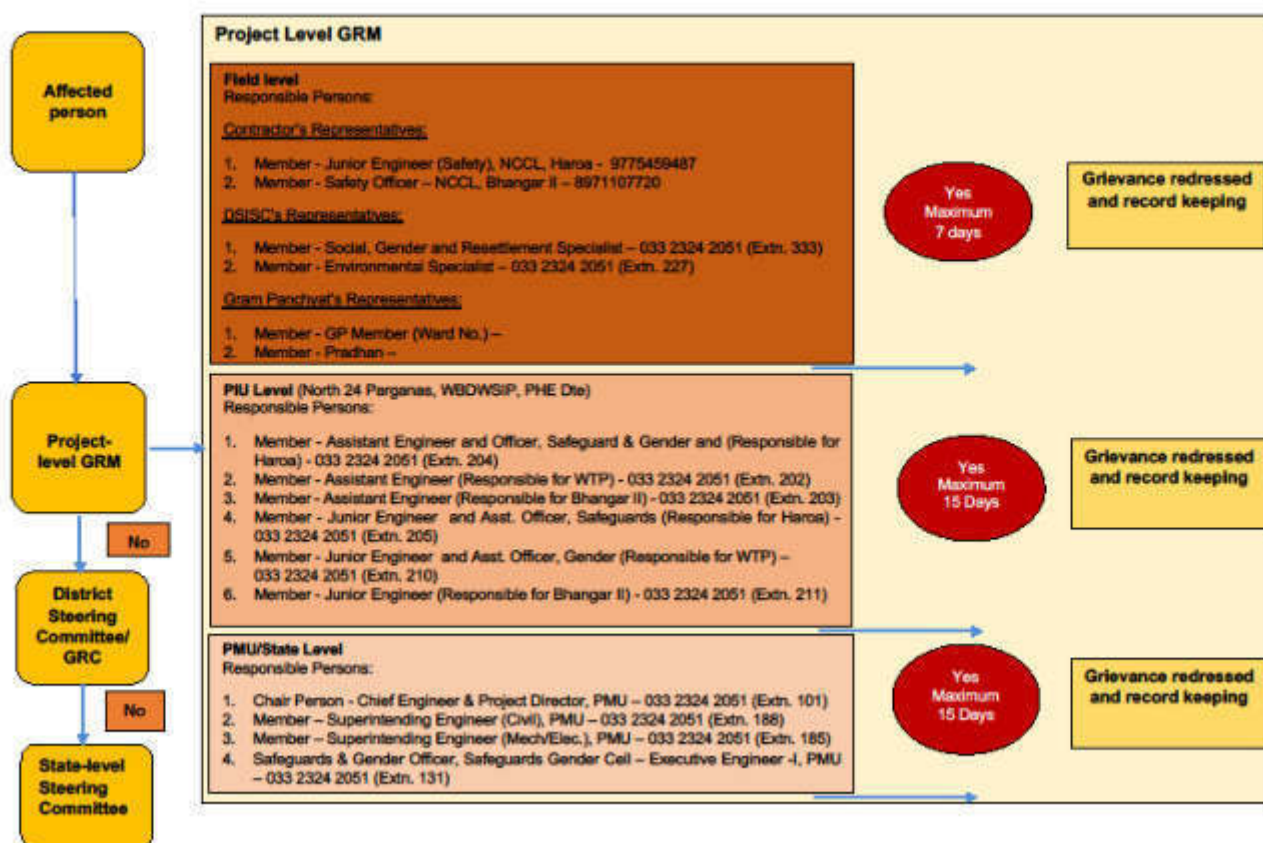 Affected
person
Project-
level GRM
No
District
Steering
Committee/
GRC
No
State-level
Steering
Committee
Project Level GRM
Field level
Responsible Persons:
Contractor's Representatives:
1. Member - Junior Engineer (Safety), NCCL, Haroa - 9775459487
2. Member - Safety Officer – NCCL, Bhangar II – 8971107720
DSISC's Representatives:
1. Member - Social, Gender and Resettlement Specialist – 033 2324 2051 (Extn. 333)
2. Member - Environmental Specialist – 033 2324 2051 (Extn. 227)
Gram Panchyat's Representatives:
1. Member - GP Member (Ward No.) –
2. Member - Pradhan –
Yes
Maximum
7 days
Grievance redressed
and record keeping
PIU Level (North 24 Parganas, WBDWSIP, PHE Dte)
Responsible Persons:
1. Member - Assistant Engineer and Officer, Safeguard & Gender and (Responsible for
Haroa) - 033 2324 2051 (Extn. 204)
2. Member - Assistant Engineer (Responsible for WTP) - 033 2324 2051 (Extn. 202)
3. Member - Assistant Engineer (Responsible for Bhangar II) - 033 2324 2051 (Extn. 203)
4. Member - Junior Engineer and Asst. Officer, Safeguards (Responsible for Haroa) -
033 2324 2051 (Extn. 205)
5. Member - Junior Engineer and Asst. Officer, Gender (Responsible for WTP) –
033 2324 2051 (Extn. 210)
6. Member - Junior Engineer (Responsible for Bhangar II) - 033 2324 2051 (Extn. 211)
Yes
Maximum
15 Days
Grievance redressed
and record keeping
PMU/State Level
Responsible Persons:
1. Chair Person - Chief Engineer & Project Director, PMU – 033 2324 2051 (Extn. 101)
2. Member – Superintending Engineer (Civil), PMU – 033 2324 2051 (Extn. 188)
3. Member – Superintending Engineer (Mech/Elec.), PMU – 033 2324 2051 (Extn. 185)
4. Safeguards & Gender Officer, Safeguards Gender Cell – Executive Engineer -I, PMU
– 033 2324 2051 (Extn. 131)
Yes
Maximum
15 Days
Grievance redressed
and record keeping